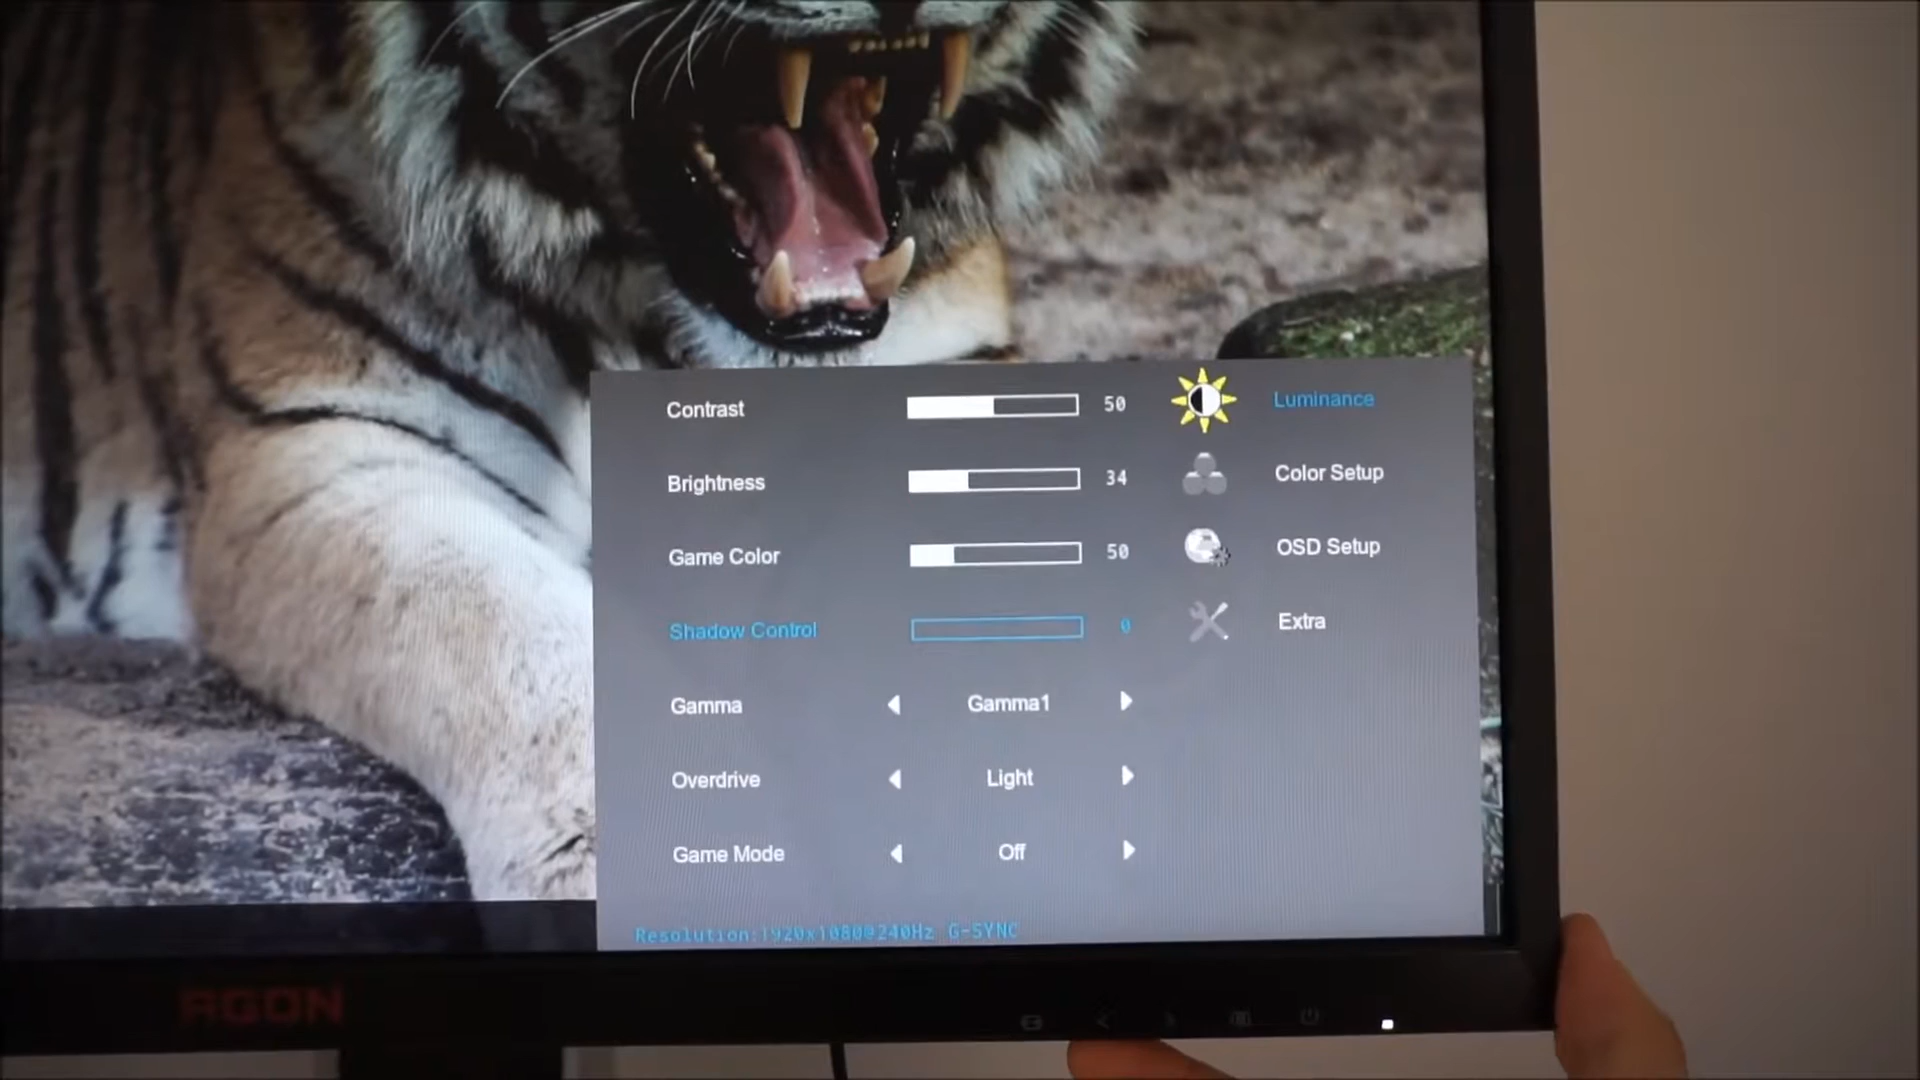 Contrast 50 Luminance
Brightness 34 Color Setup
Game Color 50 OSD Setup
Shadow Control 0 Extra
Gamma Gamma1
Overdrive Light
Game Mode Off
Resolution:1920x1080@240Hz G-SYNC
AGON